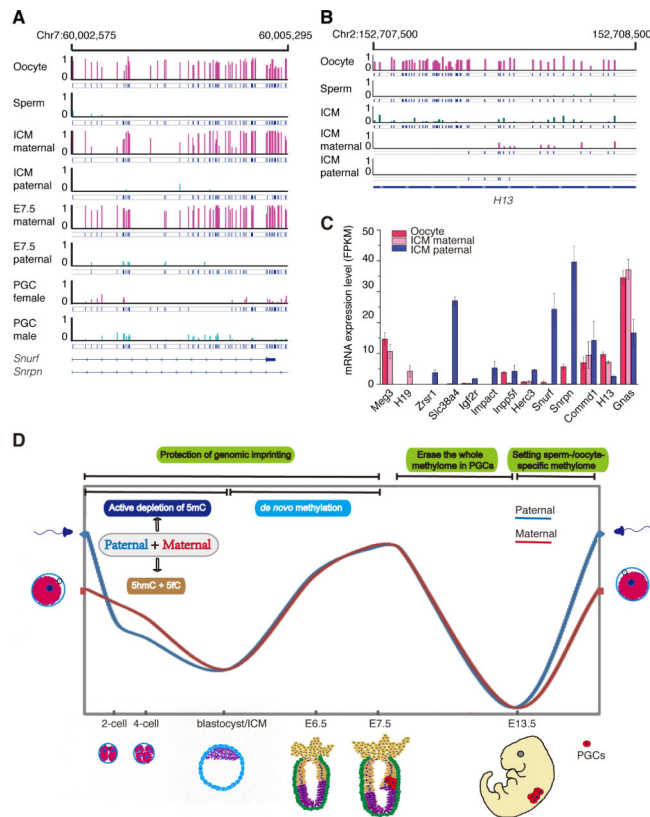 A
Chr7:60,002,575 60,005,295
Oocyte
1
0
Sperm
1
0
ICM
maternal
1
0
ICM
paternal
1
0
E7.5
maternal
1
0
E7.5
paternal
1
0
PGC
female
1
0
PGC
male
1
0
Snurf
Snrpn
B
Chr2:152,707,500 152,708,500
Oocyte
1
0
Sperm
1
0
ICM
1
0
ICM
maternal
1
0
ICM
paternal
1
0
H13
C
mRNA expression level (FPKM)
50
40
30
20
10
0
Oocyte
ICM maternal
ICM paternal
Meg3
H19
Zrsr1
Slc38a4
Igf2r
Impact
Inpp5f
Herc3
Snurf
Snrpn
Commd1
H13
Gnas
D
Protection of genomic imprinting
Erase the whole
methylome in PGCs
Setting sperm-/oocyte-
specific methylome
Active depletion of 5mC
de novo methylation
Paternal + Maternal
5hmC + 5fC
Paternal
Maternal
2-cell 4-cell blastocyst/ICM E6.5 E7.5 E13.5
PGCs